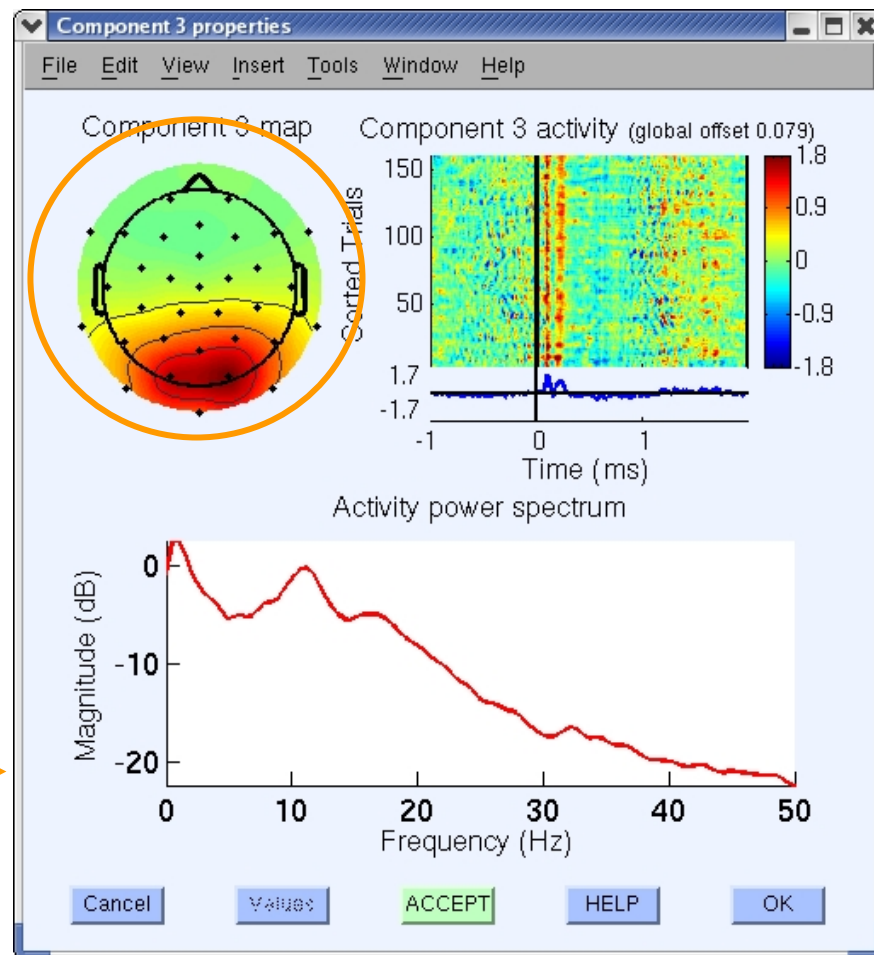 Component 3 properties
File Edit View Insert Tools Window Help
Component 3 map
Component 3 activity (global offset 0.079)
Sorted Trials
150
100
50
1.8
0.9
0
-0.9
-1.8
1.7
-1.7
-1 0 1
Time (ms)
Activity power spectrum
Magnitude (dB)
0
-10
-20
0 10 20 30 40 50
Frequency (Hz)
Cancel Values ACCEPT HELP OK